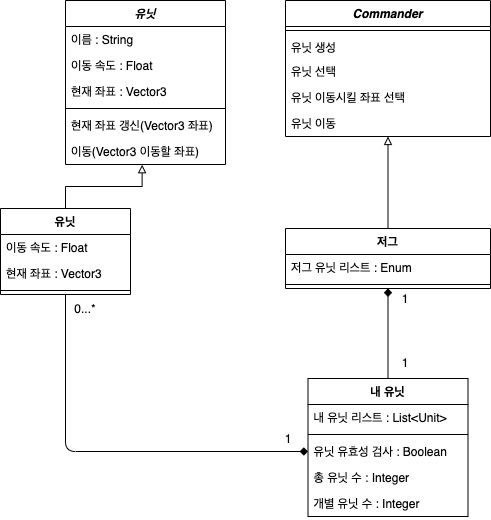 유닛
이름 : String
이동 속도 : Float
현재 좌표 : Vector3
현재 좌표 갱신(Vector3 좌표)
이동(Vector3 이동할 좌표)
Commander
유닛 생성
유닛 선택
유닛 이동시킬 좌표 선택
유닛 이동
유닛
이동 속도 : Float
현재 좌표 : Vector3
0...*
저그
저그 유닛 리스트 : Enum
1
1
1
내 유닛
내 유닛 리스트 : List<Unit>
유닛 유효성 검사 : Boolean
총 유닛 수 : Integer
개별 유닛 수 : Integer